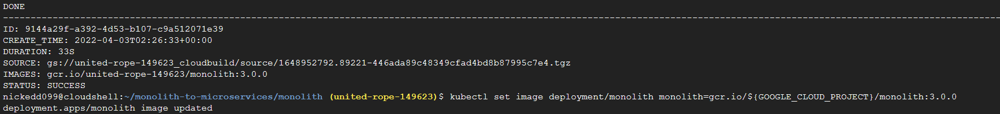 DONE
--------------------------------------------------------------------------------------------------------------------------------------------------------------------------------------
ID: 9144a29f-a392-4d53-b107-c9a512071e39
CREATE_TIME: 2022-04-03T02:26:33+00:00
DURATION: 33S
SOURCE: gs://united-rope-149623_cloudbuild/source/1648952792.89221-446ada89c48349cfad4bd8b87995c7e4.tgz
IMAGES: gcr.io/united-rope-149623/monolith:3.0.0
STATUS: SUCCESS
nickedd099@cloudshell:~/monolith-to-microservices/monolith (united-rope-149623)$ kubectl set image deployment/monolith monolith=gcr.io/${GOOGLE_CLOUD_PROJECT}/monolith:3.0.0
deployment.apps/monolith image updated